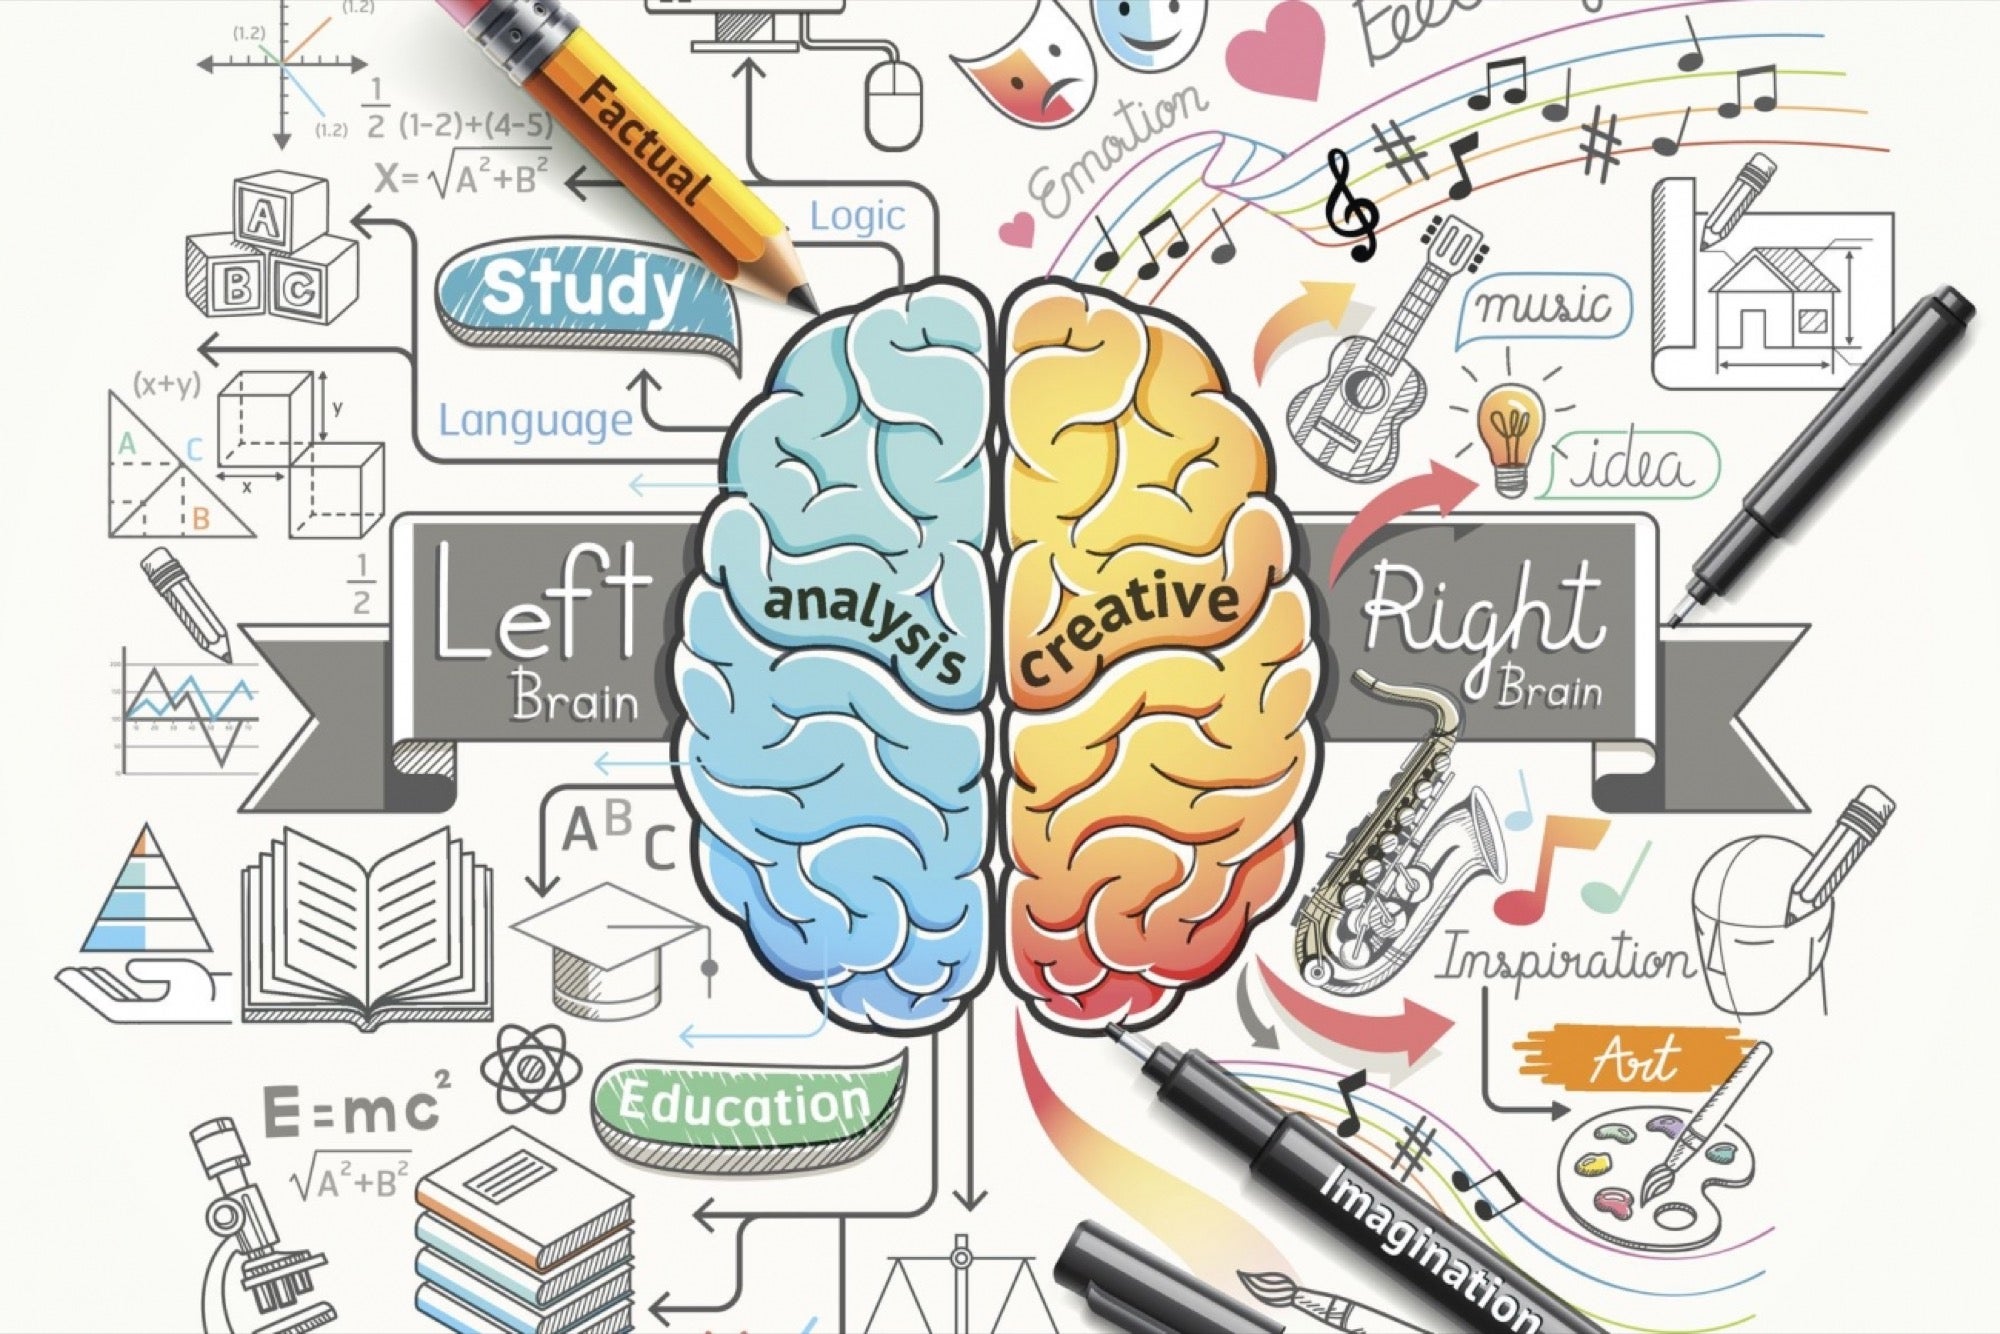 (1.2)
(1.2)
(1.2)
1
2
(1-2)+(4-5)
X=√A²+B²
Factual
Logic
A
B C
Study
Language
(x+y)
A
C
B
y
x
1
2
Left
Brain
analysis
A B C
E=mc²
√A²+B²
Education
Emotion
music
idea
creative
Right
Brain
Inspiration
Art
Imagination